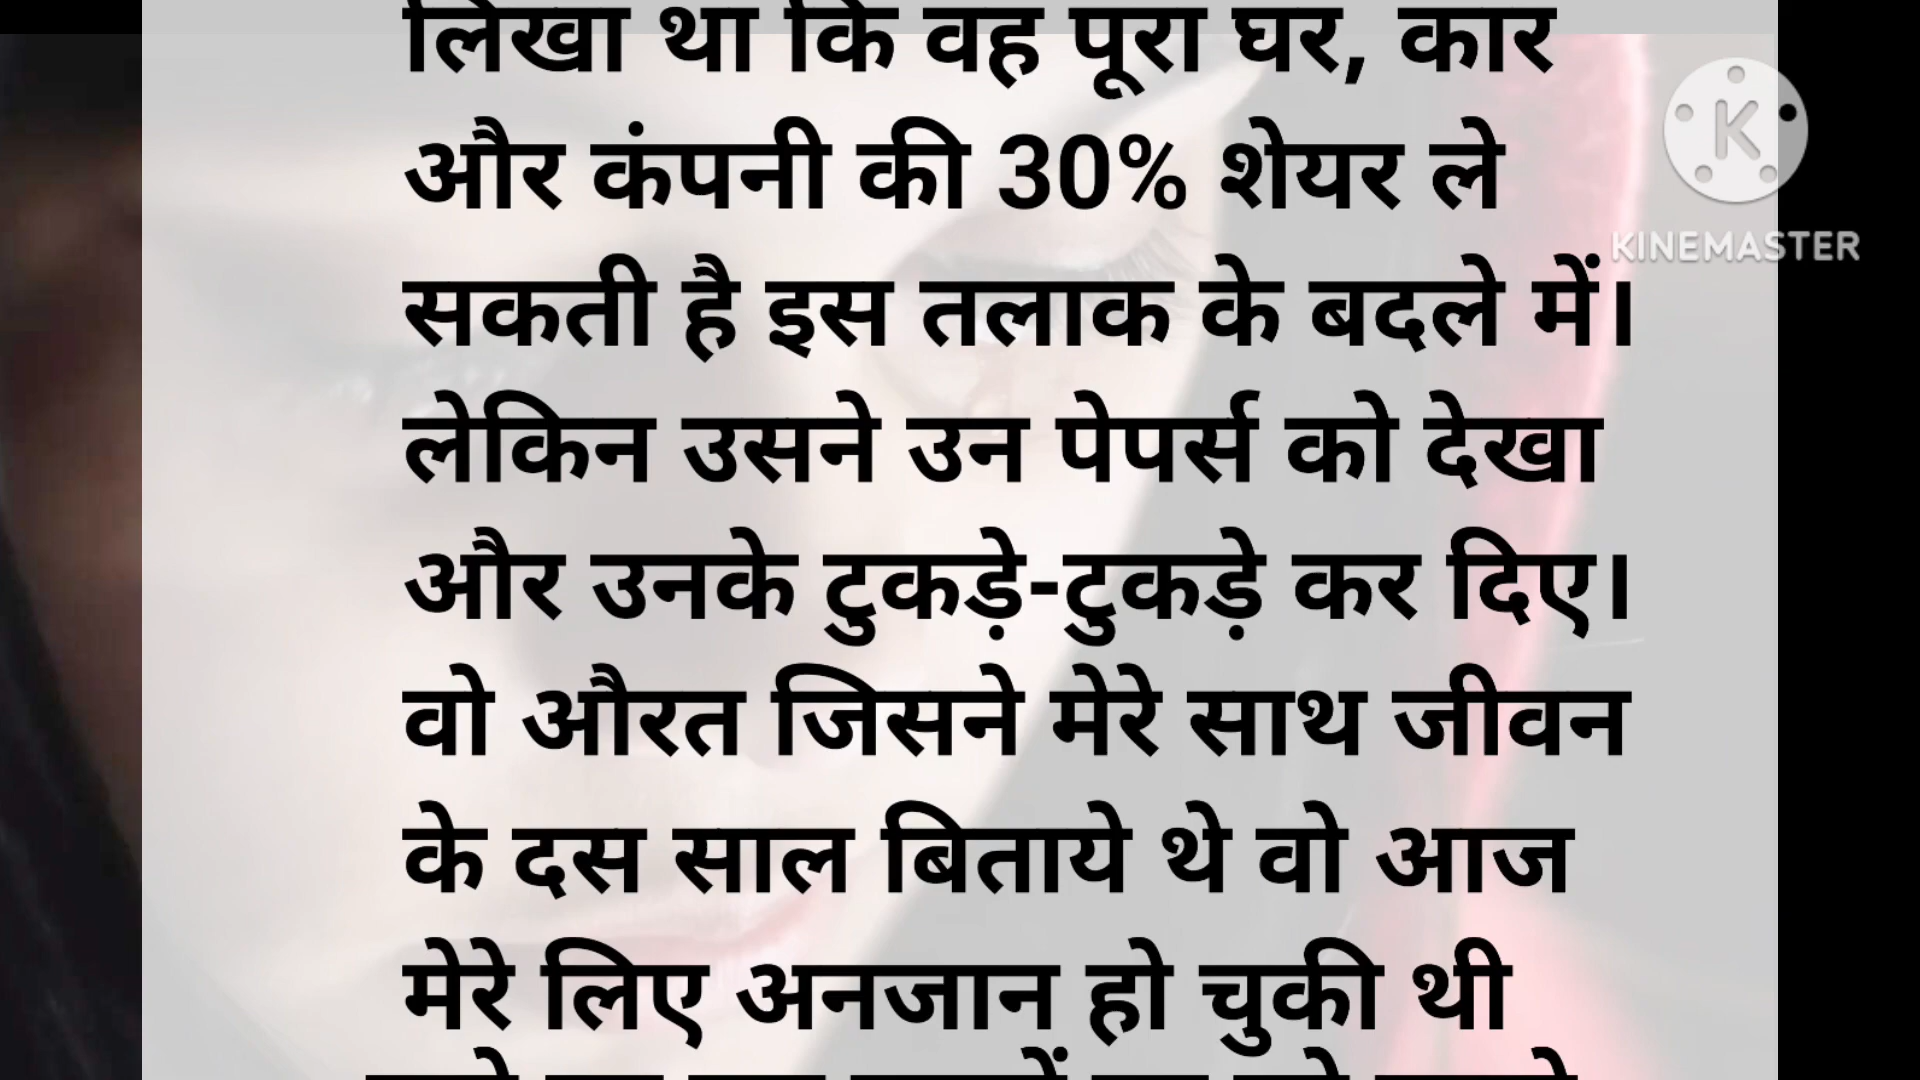 लिखा था कि वह पूरा घर, कार
और कंपनी की 30% शेयर ले
सकती है इस तलाक के बदले में।
लेकिन उसने उन पेपर्स को देखा
और उनके टुकड़े-टुकड़े कर दिए।
वो औरत जिसने मेरे साथ जीवन
के दस साल बिताये थे वो आज
मेरे लिए अनजान हो चुकी थी
K
KINEMASTER